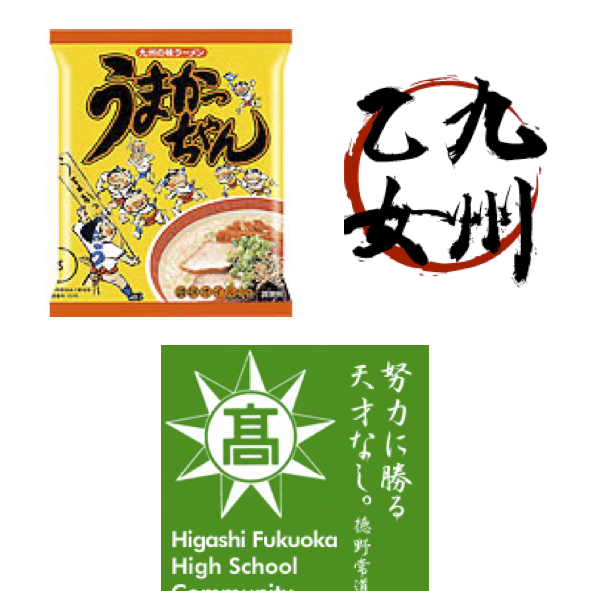 九州の味ラーメン
うまかっ
ちゃん
九州
乙女
髙
努力に勝る
天才なし。
徳野常道
Higashi Fukuoka
High School
Community